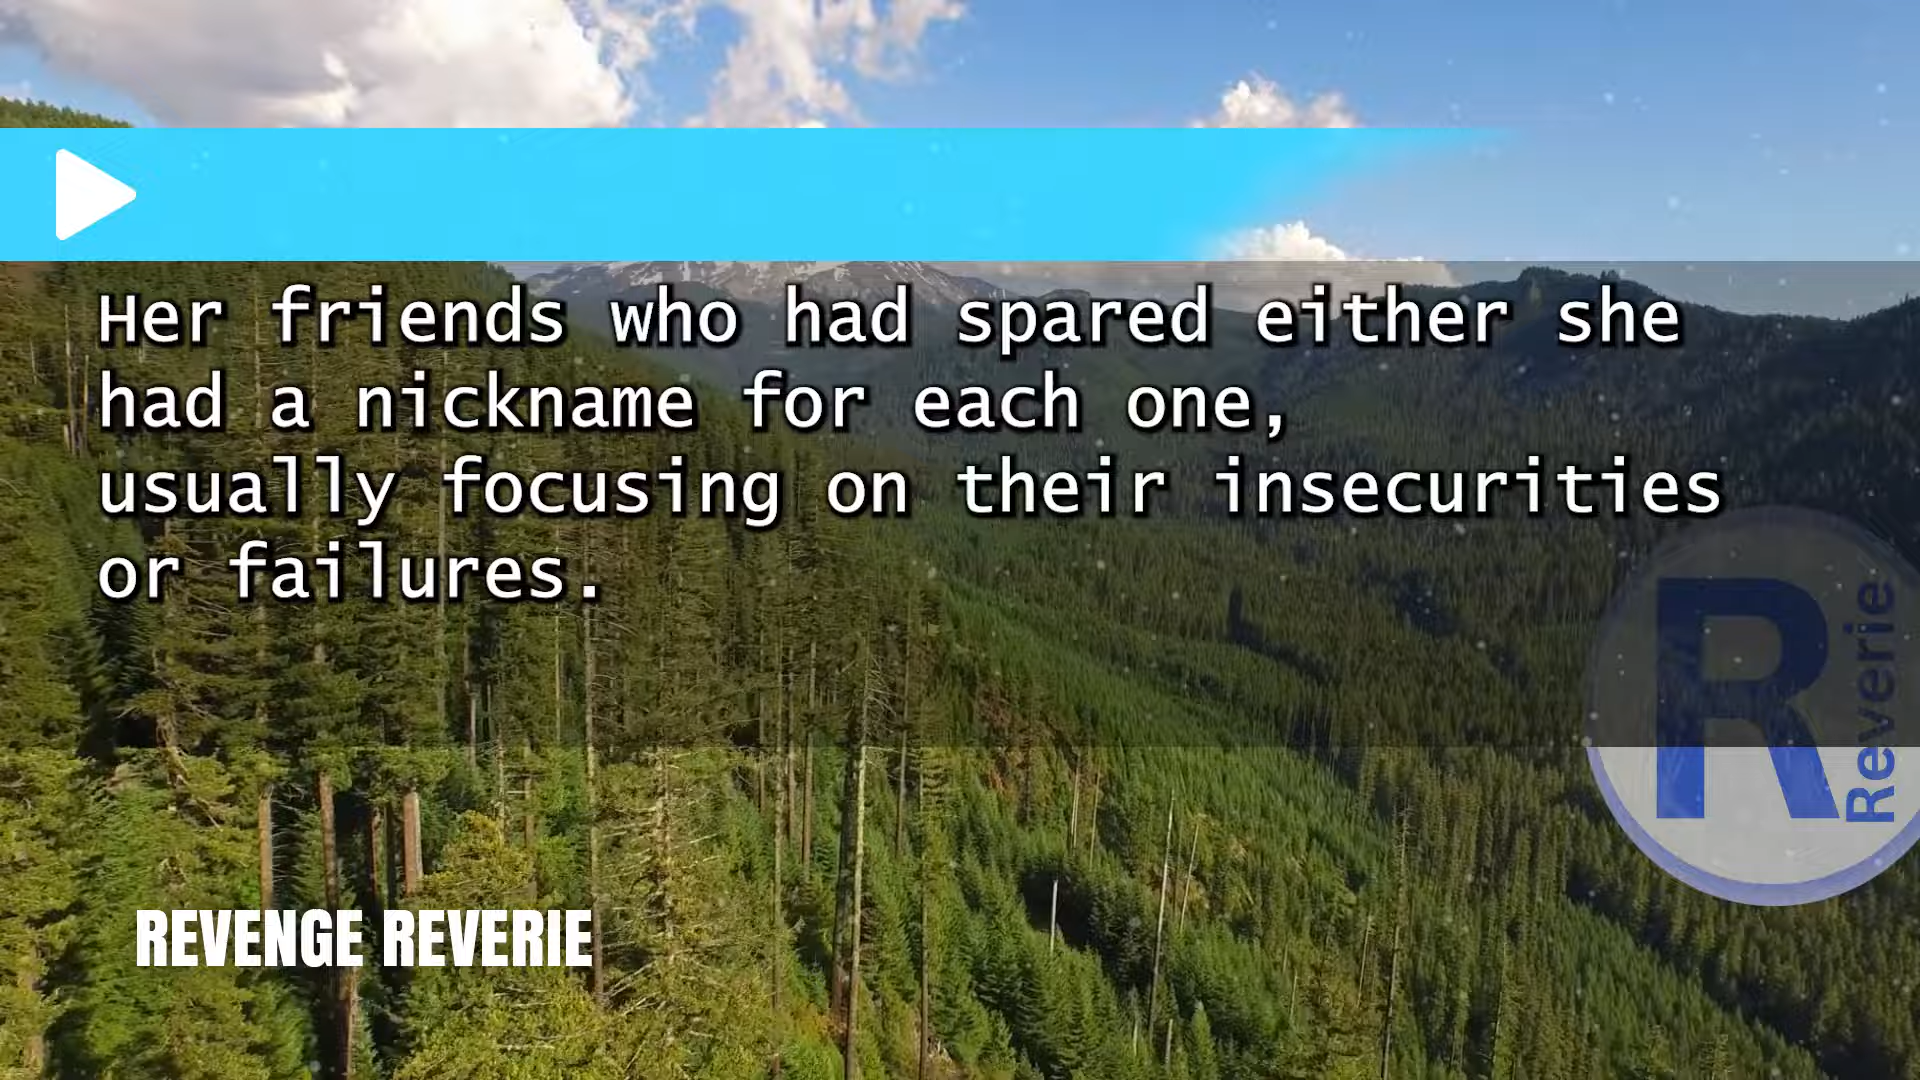 Her friends who had spared either she
had a nickname for each one,
usually focusing on their insecurities
or failures.
R
Reverie
REVENGE REVERIE